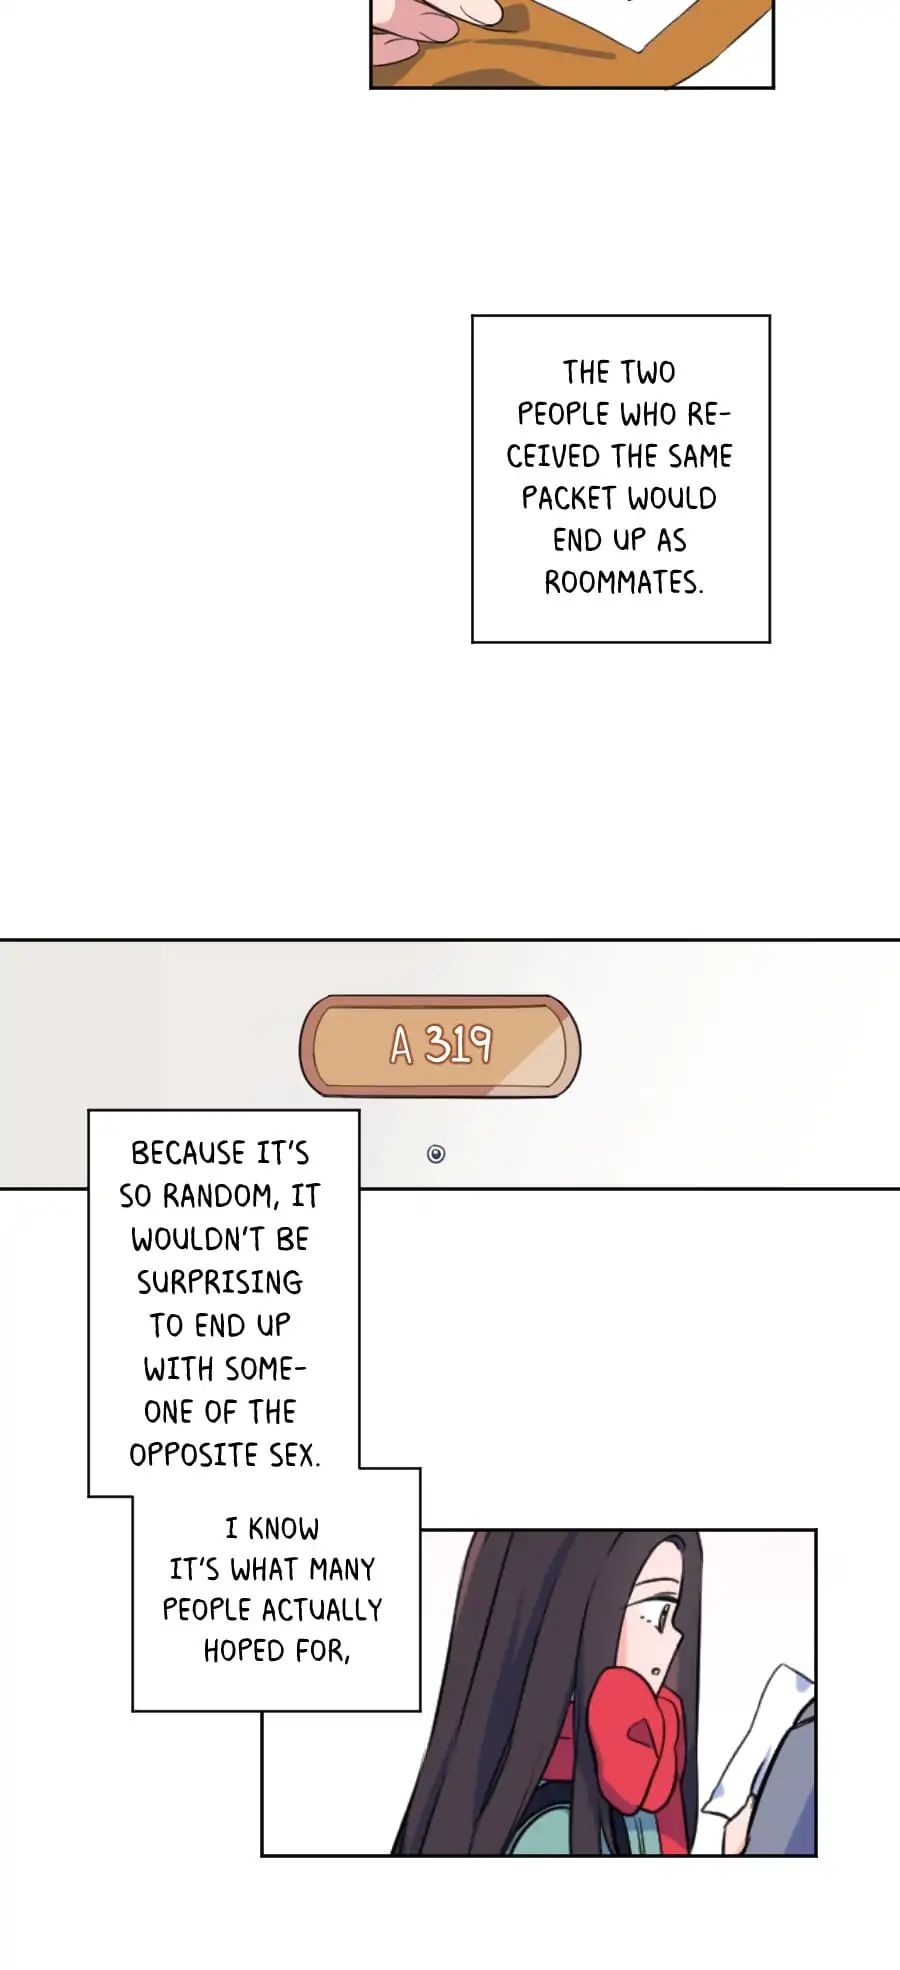 THE TWO
PEOPLE WHO RE-
CEIVED THE SAME
PACKET WOULD
END UP AS
ROOMMATES.
A 319
BECAUSE IT'S
SO RANDOM, IT
WOULDN'T BE
SURPRISING
TO END UP
WITH SOME-
ONE OF THE
OPPOSITE SEX.
I KNOW
IT'S WHAT MANY
PEOPLE ACTUALLY
HOPED FOR,